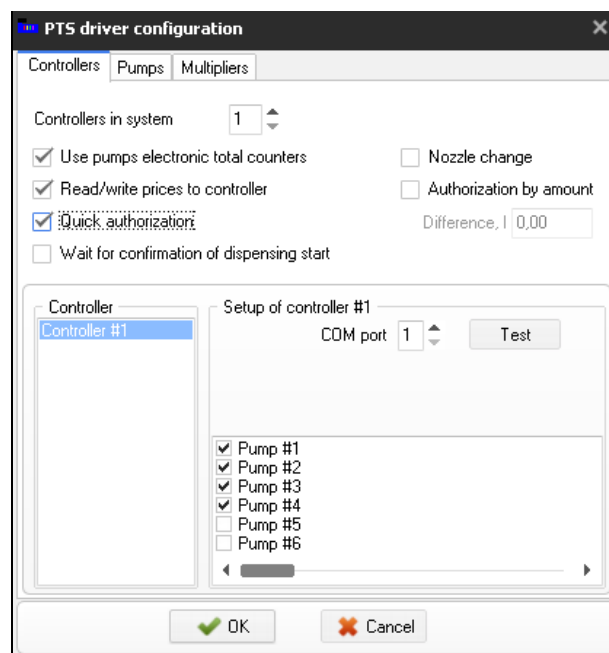 PTS driver configuration
Controllers Pumps Multipliers
Controllers in system 1
Use pumps electronic total counters Nozzle change
Read/write prices to controller Authorization by amount
Quick authorization Difference, l 0,00
Wait for confirmation of dispensing start
Controller Setup of controller #1
Controller #1 COM port 1 Test
Pump #1
Pump #2
Pump #3
Pump #4
Pump #5
Pump #6
OK Cancel